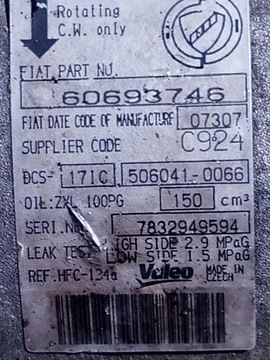 Rotating
C.W. only
FIAT PART NU.
60693746
FIAT DATE CODE OF MANUFACTURE 07307
SUPPLIER CODE C924
DCS- 171C 506041-0066
OIL: ZXL 100PG 150 cm³
SERI.N 7832949594
LEAK TEST HIGH SIDE 2.9 MPaG
LOW SIDE 1.5 MPaG
REF.HFC-134a Valeo MADE IN CZECH